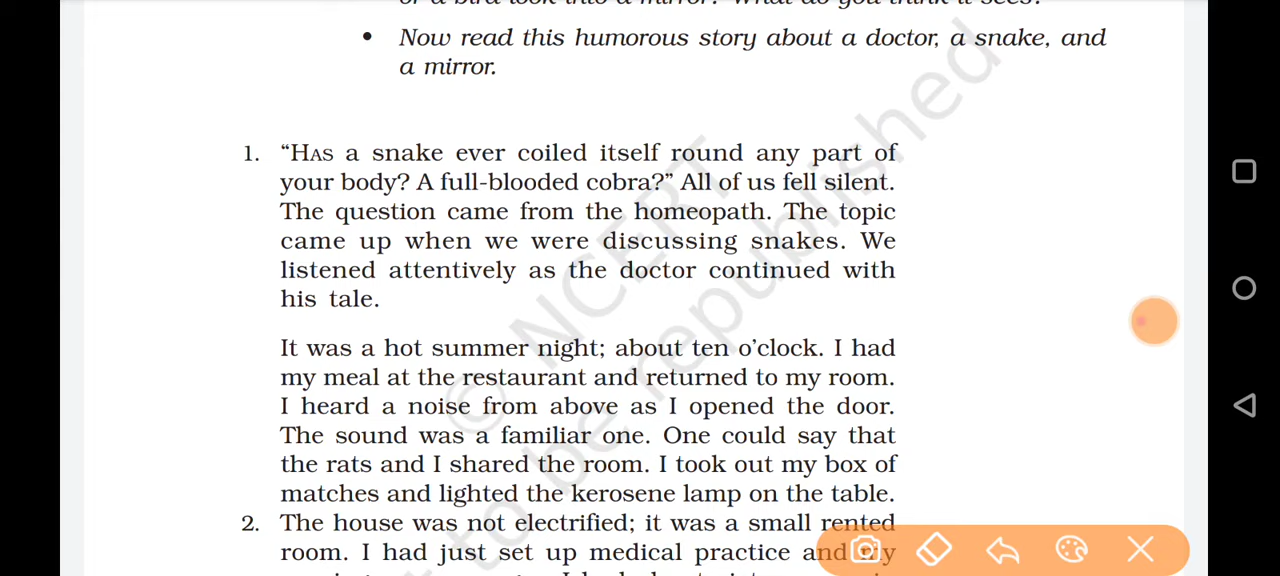 Now read this humorous story about a doctor, a snake, and
a mirror.
1. “HAS a snake ever coiled itself round any part of
your body? A full-blooded cobra?” All of us fell silent.
The question came from the homeopath. The topic
came up when we were discussing snakes. We
listened attentively as the doctor continued with
his tale.
It was a hot summer night; about ten o’clock. I had
my meal at the restaurant and returned to my room.
I heard a noise from above as I opened the door.
The sound was a familiar one. One could say that
the rats and I shared the room. I took out my box of
matches and lighted the kerosene lamp on the table.
2. The house was not electrified; it was a small rented
room. I had just set up medical practice and my
© NCERT
to be republished